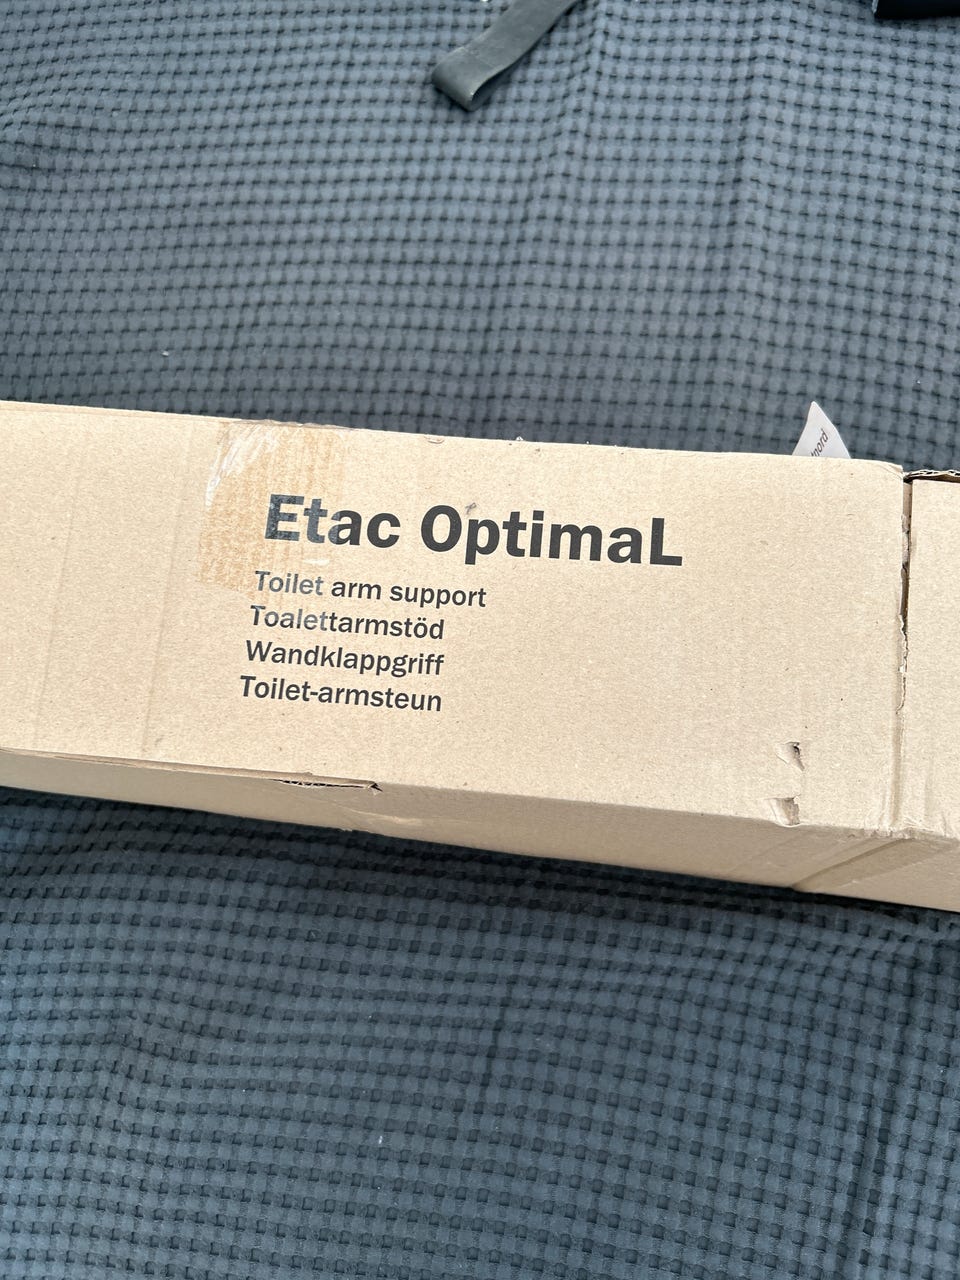 Etac OptimaL
Toilet arm support
Toalettarmstöd
Wandklappgriff
Toilet-armsteun